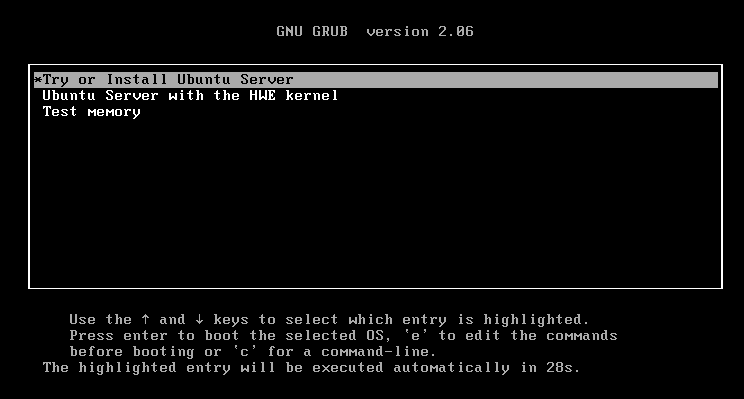 GNU GRUB  version 2.06
*Try or Install Ubuntu Server
Ubuntu Server with the HWE kernel
Test memory
Use the ↑ and ↓ keys to select which entry is highlighted.
Press enter to boot the selected OS, `e' to edit the commands
before booting or `c' for a command-line.
The highlighted entry will be executed automatically in 28s.